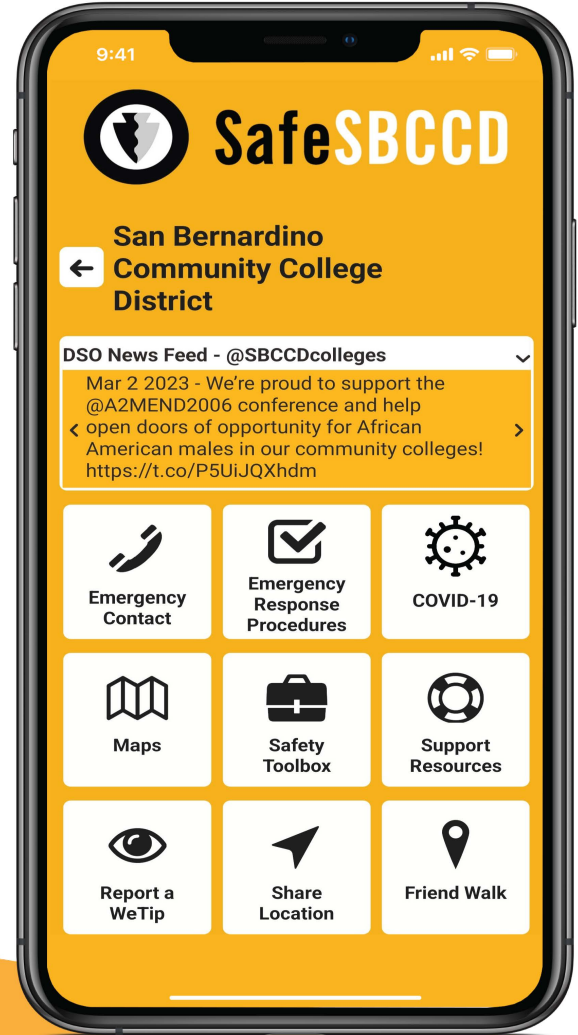 9:41
SafeSBCCD
San Bernardino
Community College
District
DSO News Feed - @SBCCDcolleges
Mar 2 2023 - We're proud to support the
@A2MEND2006 conference and help
open doors of opportunity for African
American males in our community colleges!
https://t.co/P5UiJQXhdm
Emergency
Contact
Emergency
Response
Procedures
COVID-19
Maps
Safety
Toolbox
Support
Resources
Report a
WeTip
Share
Location
Friend Walk